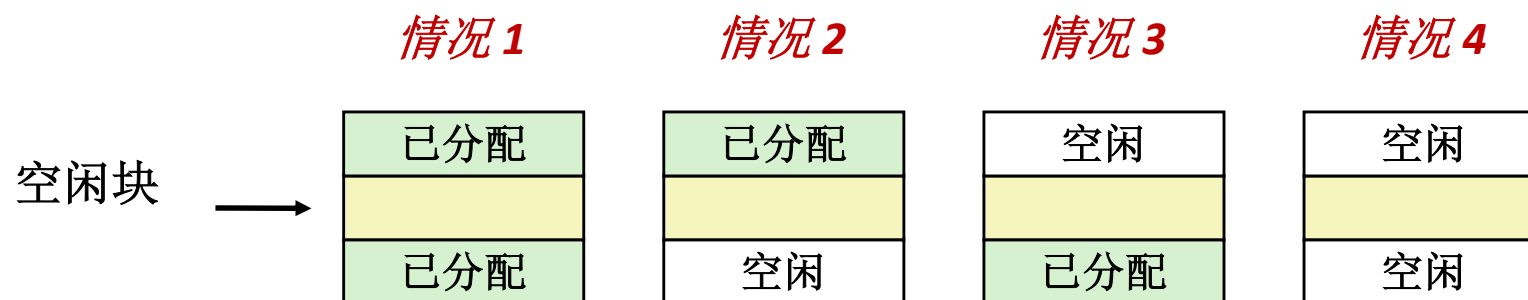 情况 1 情况 2 情况 3 情况 4
已分配 已分配 空闲 空闲
空闲块
已分配 空闲 已分配 空闲